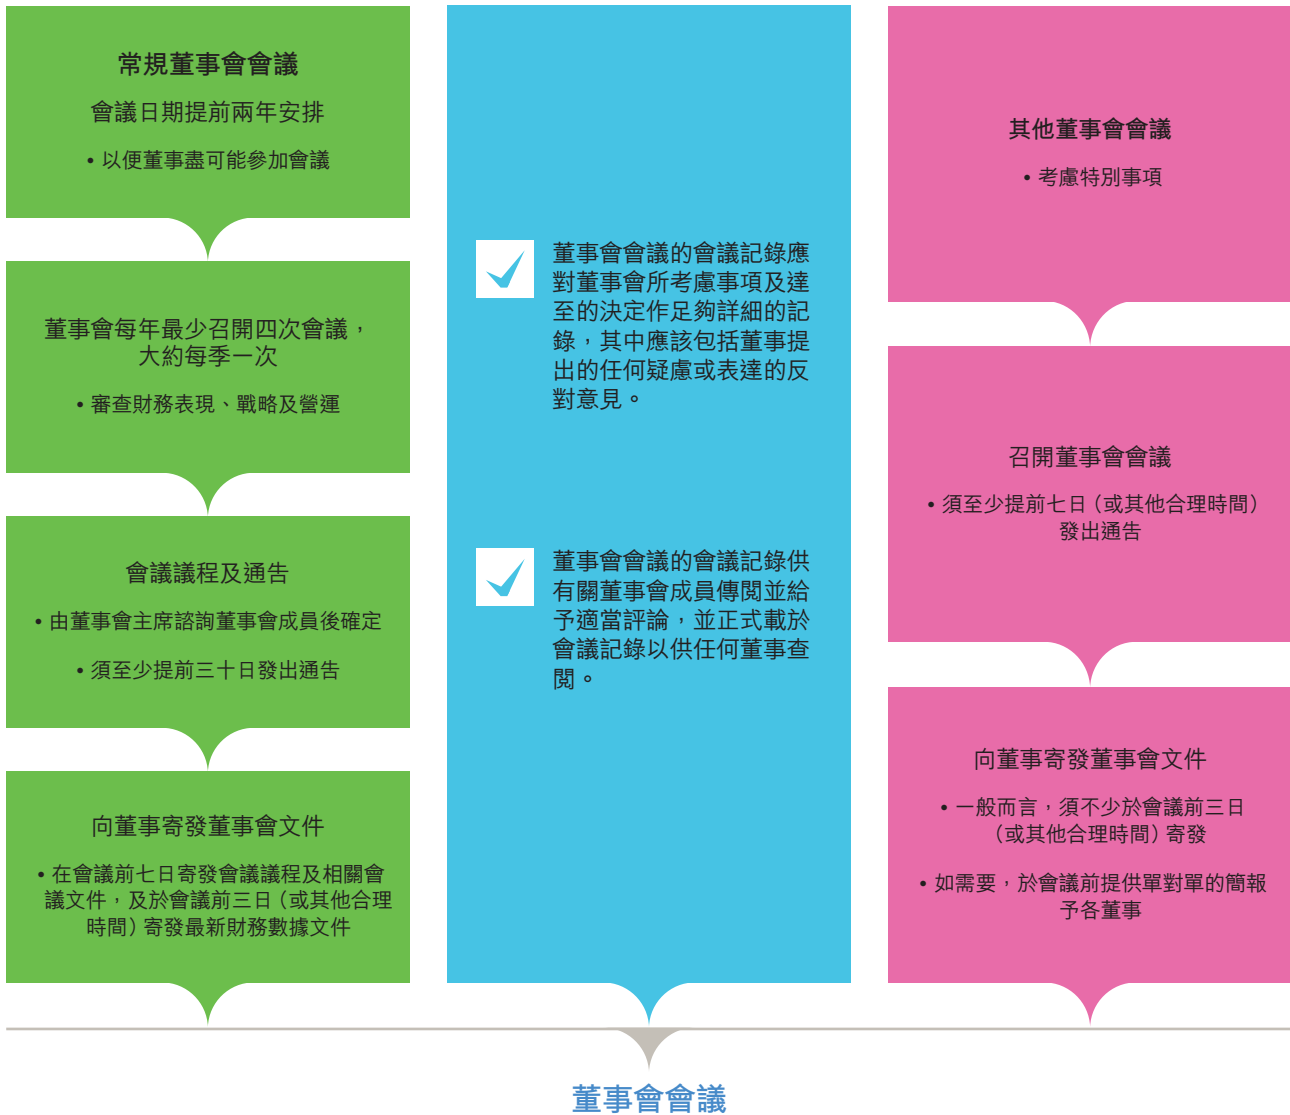 常規董事會會議
會議日期提前兩年安排
• 以便董事盡可能參加會議
董事會每年最少召開四次會議，
大約每季一次
• 審查財務表現、戰略及營運
會議議程及通告
• 由董事會主席諮詢董事會成員後確定
• 須至少提前三十日發出通告
向董事寄發董事會文件
• 在會議前七日寄發會議議程及相關會
議文件，及於會議前三日（或其他合理
時間）寄發最新財務數據文件
董事會會議的會議記錄應
對董事會所考慮事項及達
至的決定作足夠詳細的記
錄，其中應該包括董事提
出的任何疑慮或表達的反
對意見。
董事會會議的會議記錄供
有關董事會成員傳閲並給
予適當評論，並正式載於
會議記錄以供任何董事查
閲。
其他董事會會議
• 考慮特別事項
召開董事會會議
• 須至少提前七日（或其他合理時間）
發出通告
向董事寄發董事會文件
• 一般而言，須不少於會議前三日
（或其他合理時間）寄發
• 如需要，於會議前提供單對單的簡報
予各董事
董事會會議